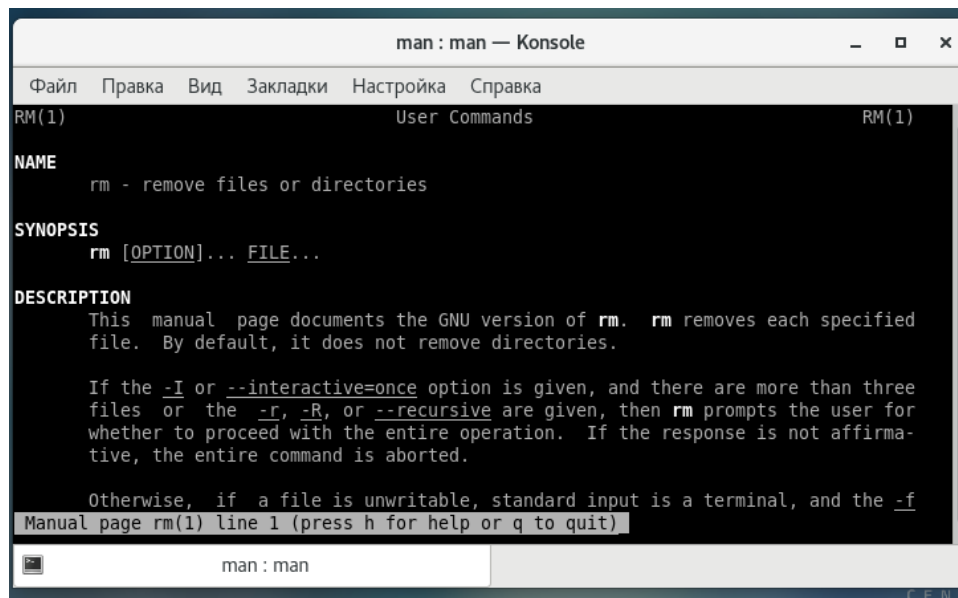 man : man — Konsole
Файл Правка Вид Закладки Настройка Справка
RM(1) User Commands RM(1)
NAME
rm - remove files or directories
SYNOPSIS
rm [OPTION]... FILE...
DESCRIPTION
This manual page documents the GNU version of rm. rm removes each specified
file. By default, it does not remove directories.
If the -I or --interactive=once option is given, and there are more than three
files or the -r, -R, or --recursive are given, then rm prompts the user for
whether to proceed with the entire operation. If the response is not affirma-
tive, the entire command is aborted.
Otherwise, if a file is unwritable, standard input is a terminal, and the -f
Manual page rm(1) line 1 (press h for help or q to quit)
man : man
CEN